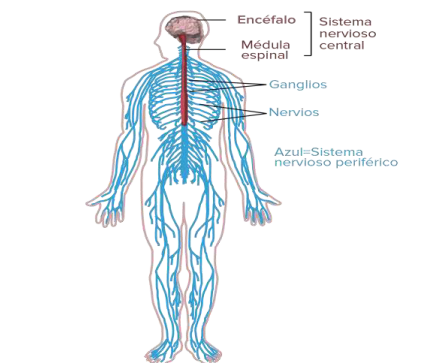 Encéfalo
Sistema
nervioso
central
Médula
espinal
Ganglios
Nervios
Azul=Sistema
nervioso periférico